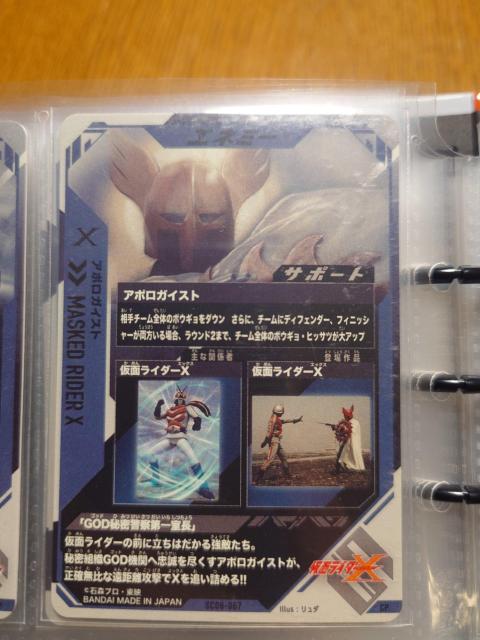 エネミー
X
アポロガイスト
MASKED RIDER X
サポート
アポロガイスト
相手チーム全体のボウギョをダウン さらに、チームにディフェンダー、フィニッシ
ャーが両方いる場合、ラウンド2まで、チーム全体のボウギョ・ヒッサツが大アップ
主な関係者
登場作品
仮面ライダーX
仮面ライダーX
「GOD秘密警察第一室長」
仮面ライダーの前に立ちはだかる強敵たち。
秘密組織GOD機関へ忠誠を尽くすアポロガイストが、
正確無比な遠距離攻撃でXを追い詰める!!
仮面ライダーX
©石森プロ・東映
BANDAI MADE IN JAPAN
Illus:リュダ
CP